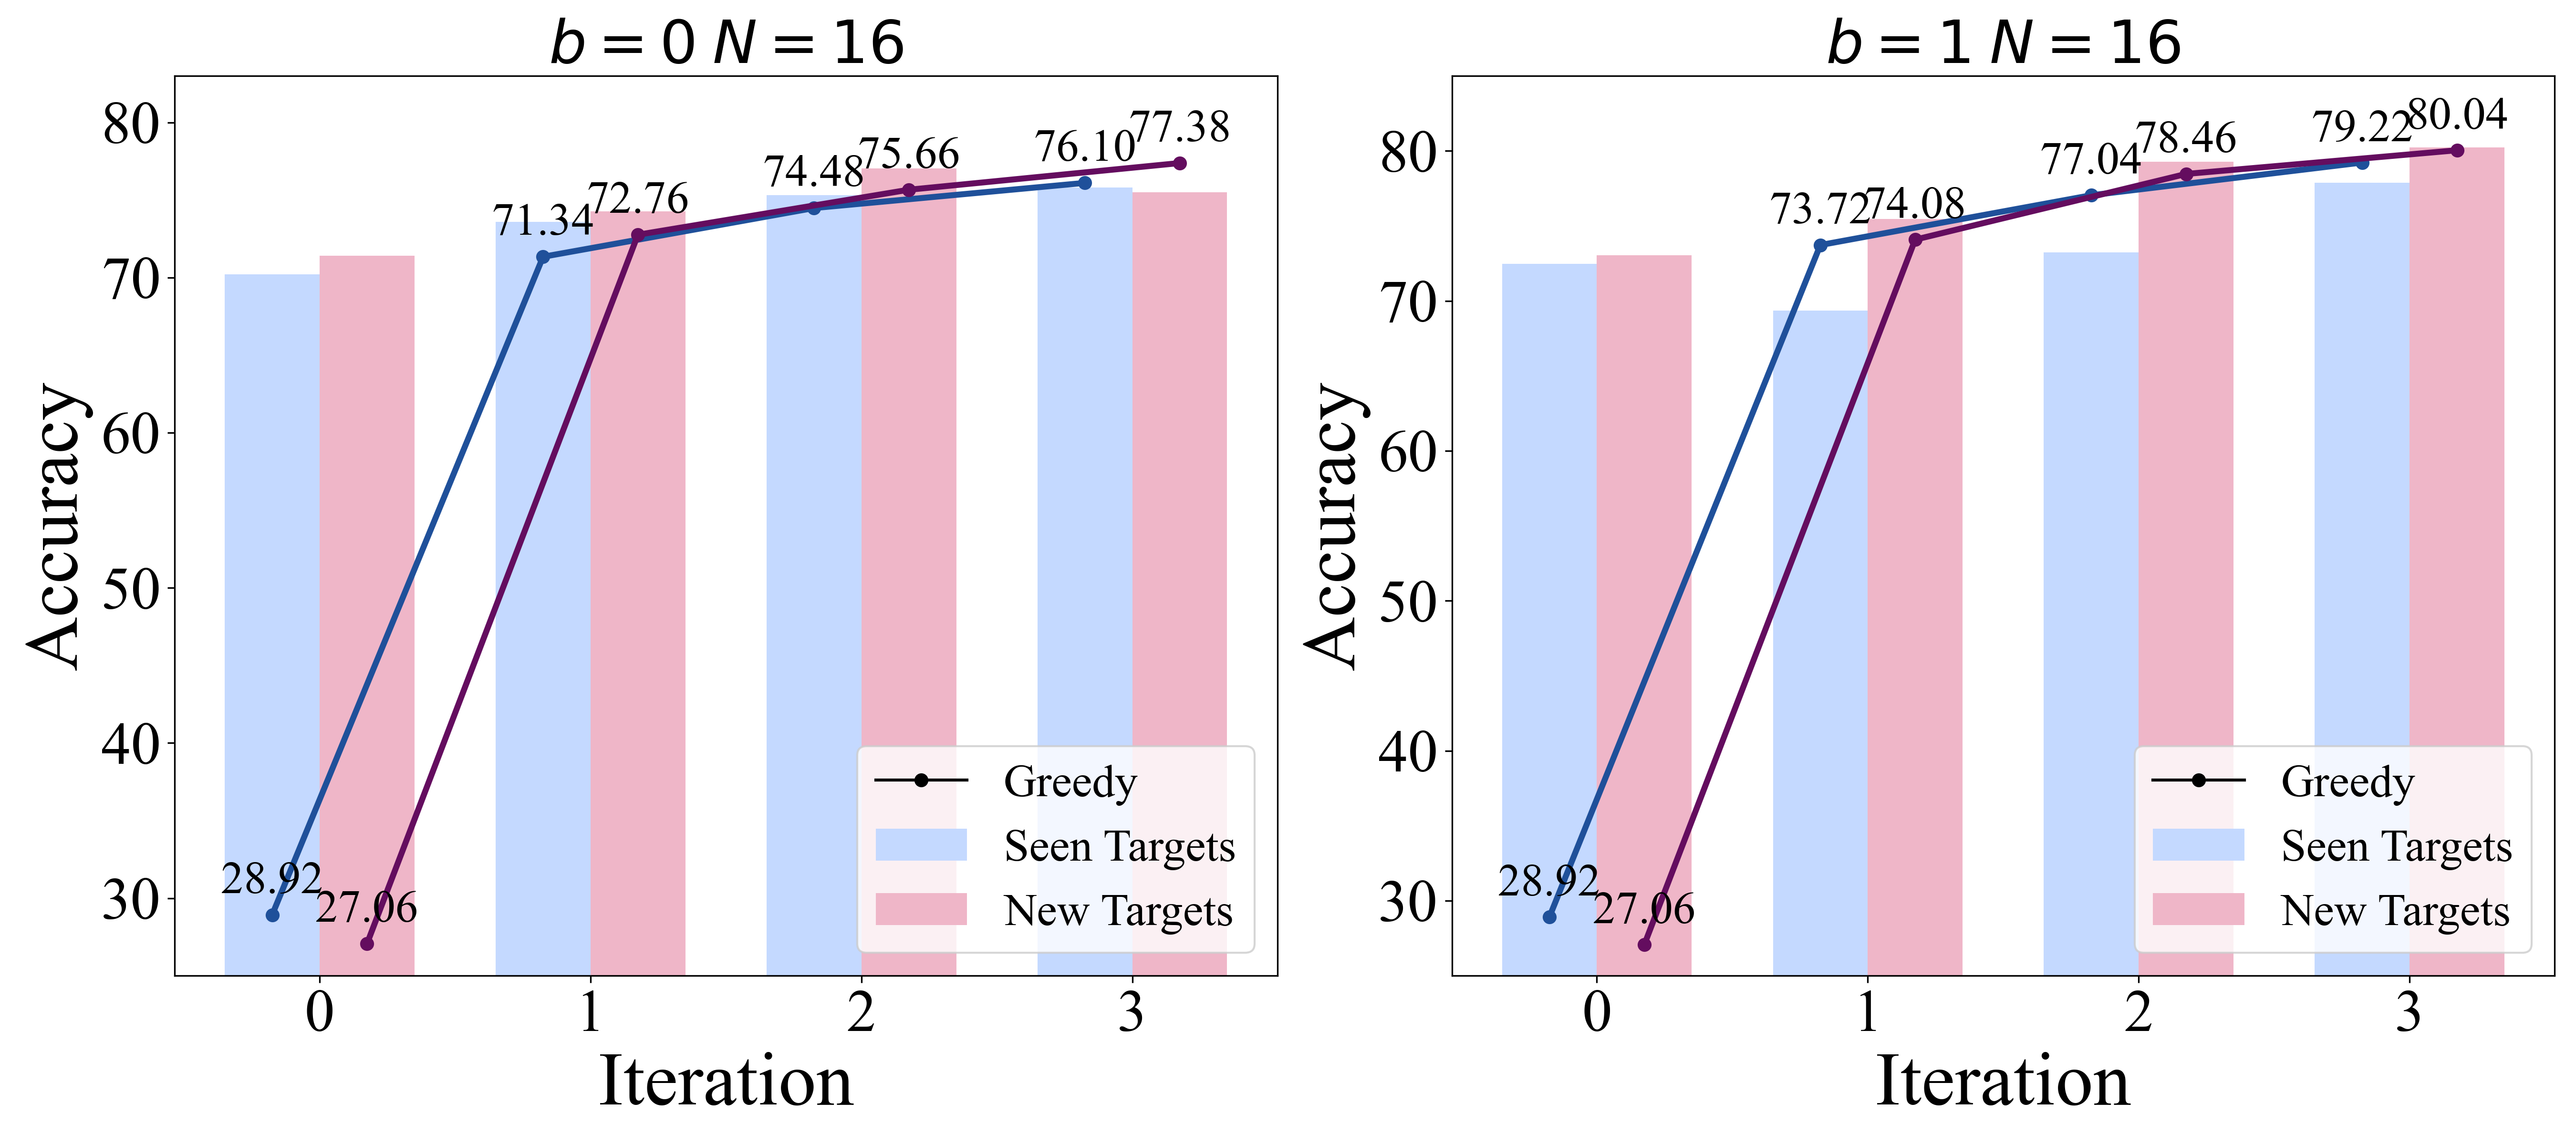 b = 0 N = 16
Accuracy
80
70
60
50
40
30
28.92
27.06
71.34
72.76
74.48
75.66
76.10
77.38
Greedy
Seen Targets
New Targets
0 1 2 3
Iteration
b = 1 N = 16
Accuracy
80
70
60
50
40
30
28.92
27.06
73.72
74.08
77.04
78.46
79.22
80.04
Greedy
Seen Targets
New Targets
0 1 2 3
Iteration